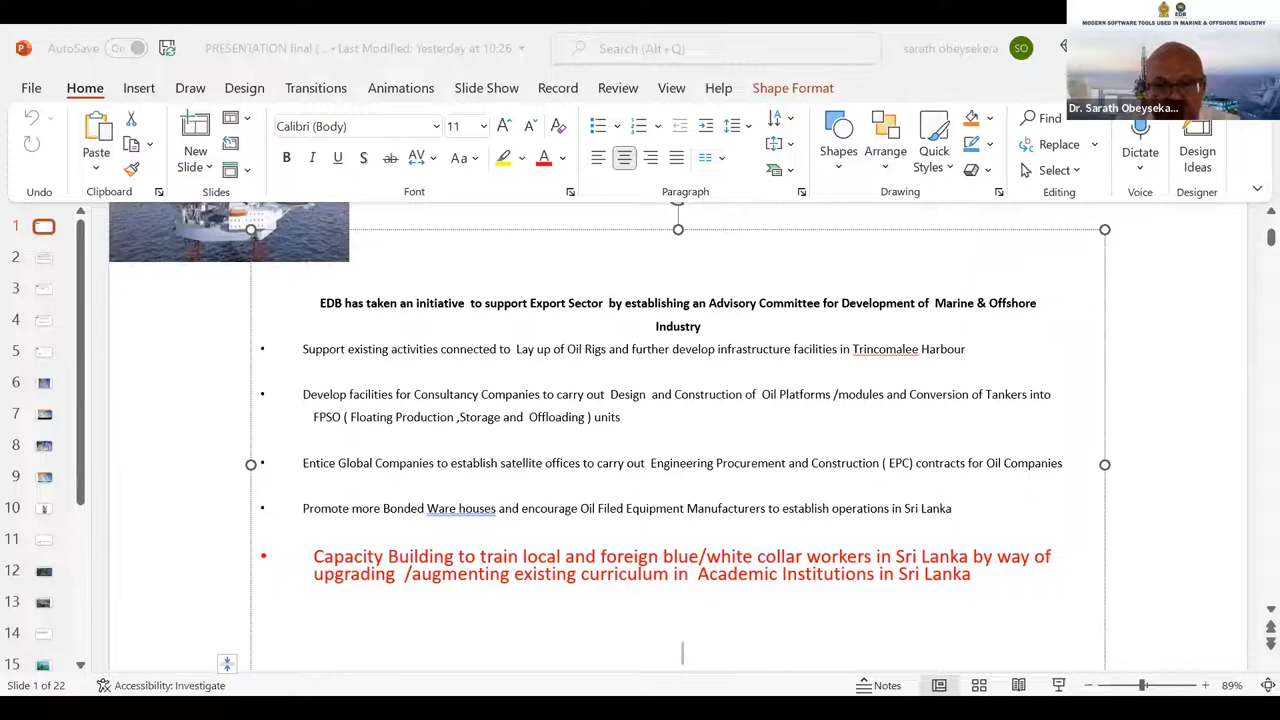 EDB
MODERN SOFTWARE TOOLS USED IN MARINE & OFFSHORE INDUSTRY
AutoSave On
PRESENTATION final ( ... • Last Modified: Yesterday at 10:26
Search (Alt + Q)
sarath obeysekera SO
Dr. Sarath Obeyseka...
File Home Insert Draw Design Transitions Animations Slide Show Record Review View Help Shape Format
Paste
New
Slide
Calibri (Body) 11
Shapes Arrange Quick
Styles
Find
Replace
Select
Dictate
Design
Ideas
Undo Clipboard Slides Font Paragraph Drawing Editing Voice Designer
1
2
3
4
5
6
7
8
9
10
11
12
13
14
15
EDB has taken an initiative to support Export Sector by establishing an Advisory Committee for Development of Marine & Offshore
Industry
• Support existing activities connected to Lay up of Oil Rigs and further develop infrastructure facilities in Trincomalee Harbour
• Develop facilities for Consultancy Companies to carry out Design and Construction of Oil Platforms /modules and Conversion of Tankers into
FPSO ( Floating Production ,Storage and Offloading ) units
• Entice Global Companies to establish satellite offices to carry out Engineering Procurement and Construction ( EPC) contracts for Oil Companies
• Promote more Bonded Ware houses and encourage Oil Filed Equipment Manufacturers to establish operations in Sri Lanka
• Capacity Building to train local and foreign blue/white collar workers in Sri Lanka by way of
upgrading /augmenting existing curriculum in Academic Institutions in Sri Lanka
Slide 1 of 22 Accessibility: Investigate Notes 89%